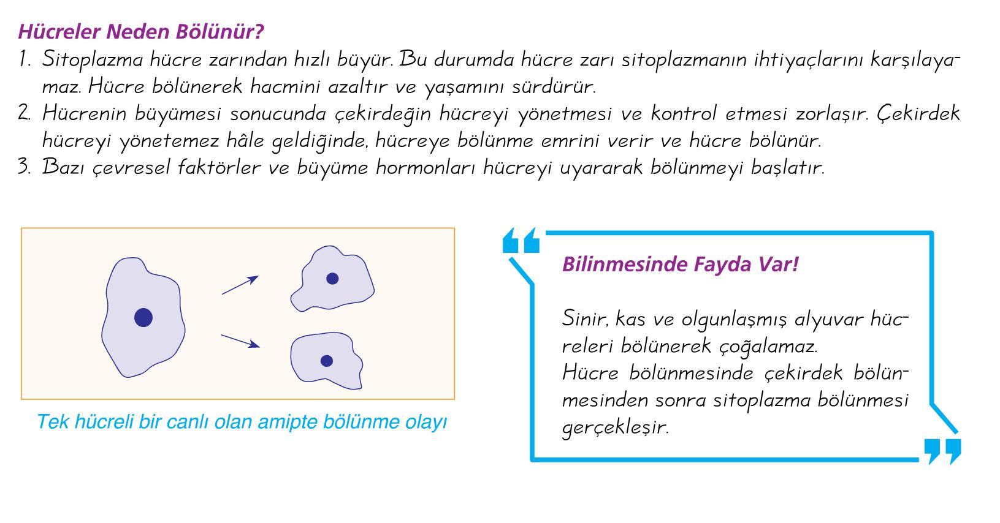 Hücreler Neden Bölünür?
1. Sitoplazma hücre zarından hızlı büyür. Bu durumda hücre zarı sitoplazmanın ihtiyaçlarını karşılaya-
maz. Hücre bölünerek hacmini azaltır ve yaşamını sürdürür.
2. Hücrenin büyümesi sonucunda çekirdeğin hücreyi yönetmesi ve kontrol etmesi zorlaşır. Çekirdek
hücreyi yönetemez hâle geldiğinde, hücreye bölünme emrini verir ve hücre bölünür.
3. Bazı çevresel faktörler ve büyüme hormonları hücreyi uyararak bölünmeyi başlatır.
Tek hücreli bir canlı olan amipte bölünme olayı
Bilinmesinde Fayda Var!
Sinir, kas ve olgunlaşmış alyuvar hüc-
releri bölünerek çoğalamaz.
Hücre bölünmesinde çekirdek bölün-
mesinden sonra sitoplazma bölünmesi
gerçekleşir.